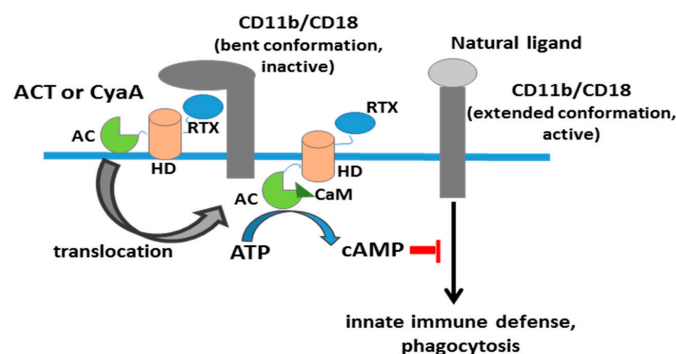 CD11b/CD18
(bent conformation,
inactive)
Natural ligand
CD11b/CD18
(extended conformation,
active)
ACT or CyaA
RTX
RTX
AC
HD
HD
AC
CaM
translocation
ATP
cAMP
innate immune defense,
phagocytosis